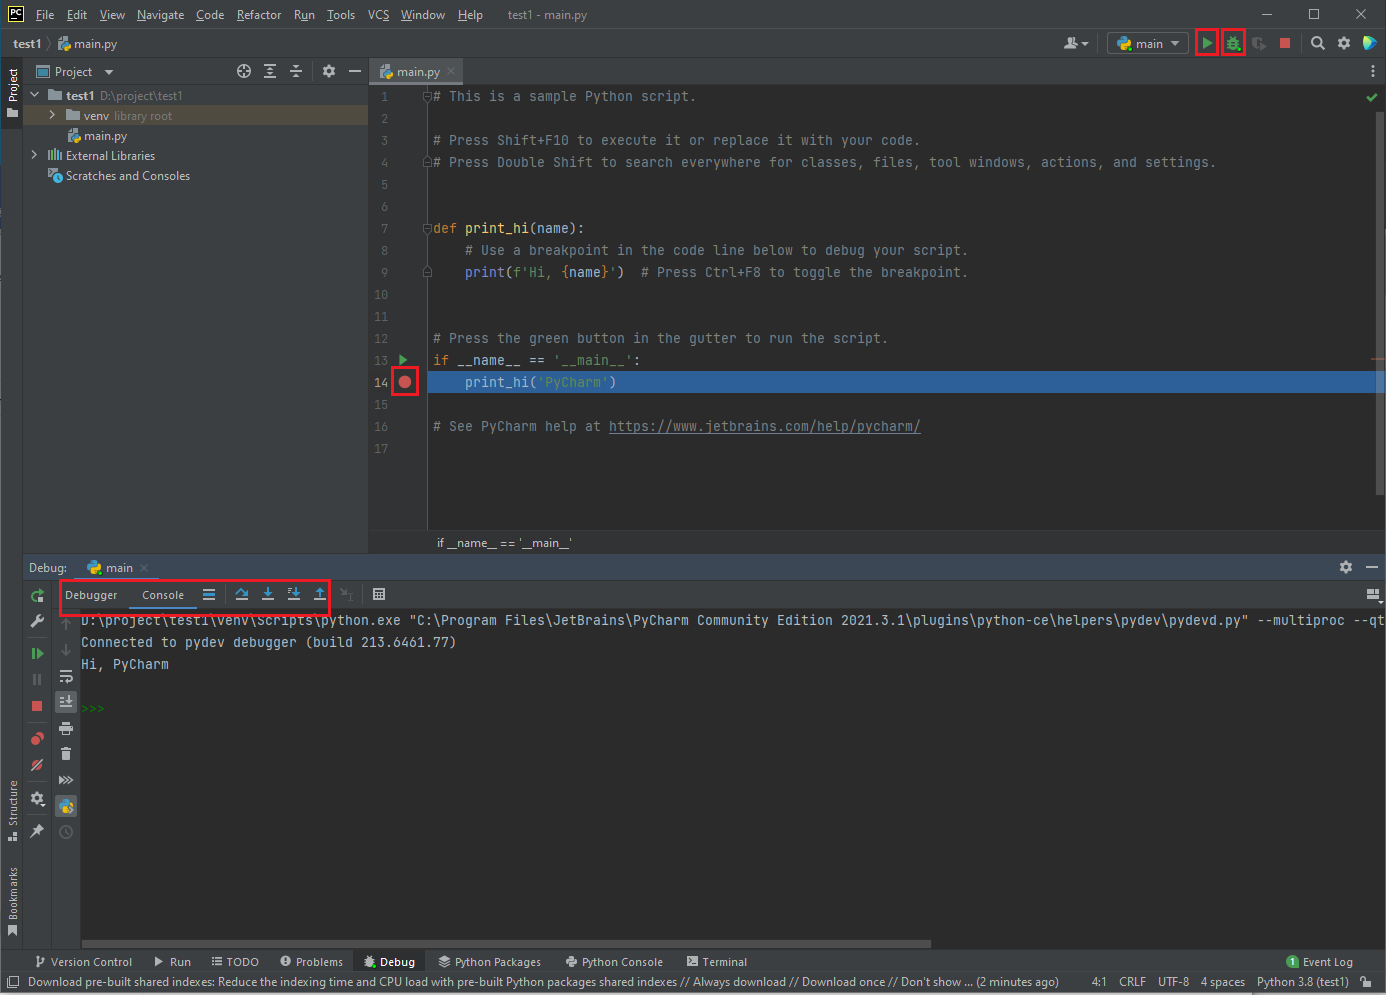 PC File Edit View Navigate Code Refactor Run Tools VCS Window Help test1 - main.py
test1 main.py
main
Project
Project
main.py
test1 D:\project\test1
venv library root
main.py
External Libraries
Scratches and Consoles
1 # This is a sample Python script.
2
3 # Press Shift+F10 to execute it or replace it with your code.
4 # Press Double Shift to search everywhere for classes, files, tool windows, actions, and settings.
5
6
7 def print_hi(name):
8 # Use a breakpoint in the code line below to debug your script.
9 print(f'Hi, {name}') # Press Ctrl+F8 to toggle the breakpoint.
10
11
12 # Press the green button in the gutter to run the script.
13 if __name__ == '__main__':
14 print_hi('PyCharm')
15
16 # See PyCharm help at https://www.jetbrains.com/help/pycharm/
17
if __name__ == '__main__'
Debug: main
Debugger Console
D:\project\test1\venv\Scripts\python.exe "C:\Program Files\JetBrains\PyCharm Community Edition 2021.3.1\plugins\python-ce\helpers\pydev\pydevd.py" --multiproc --qt
Connected to pydev debugger (build 213.6461.77)
Hi, PyCharm
>>>
Structure
Bookmarks
Version Control Run TODO Problems Debug Python Packages Python Console Terminal 1 Event Log
Download pre-built shared indexes: Reduce the indexing time and CPU load with pre-built Python packages shared indexes // Always download // Download once // Don't show ... (2 minutes ago) 4:1 CRLF UTF-8 4 spaces Python 3.8 (test1)